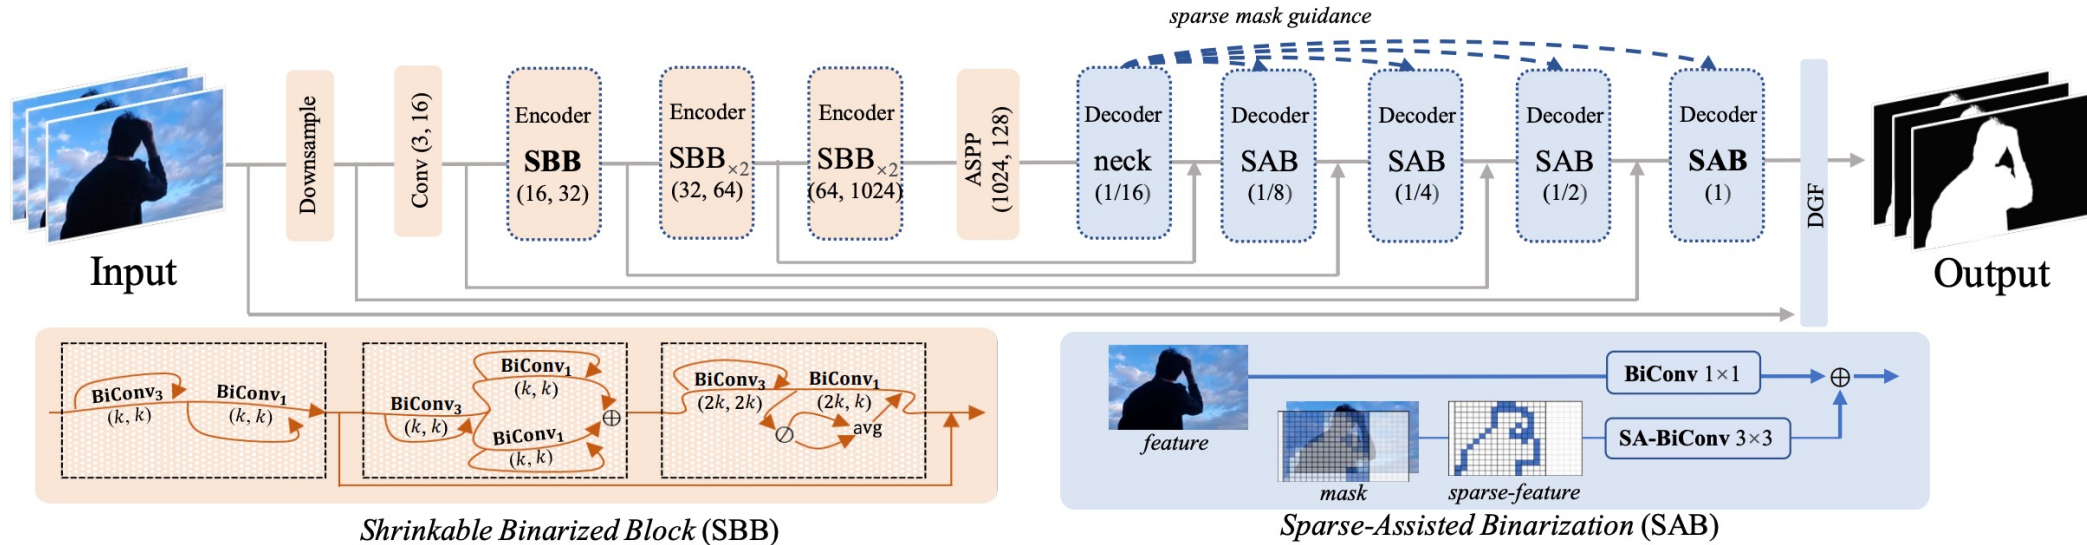 sparse mask guidance
Input
Downsample
Conv (3, 16)
Encoder
SBB
(16, 32)
Encoder
SBB×2
(32, 64)
Encoder
SBB×2
(64, 1024)
ASPP
(1024, 128)
Decoder
neck
(1/16)
Decoder
SAB
(1/8)
Decoder
SAB
(1/4)
Decoder
SAB
(1/2)
Decoder
SAB
(1)
DGF
Output
BiConv₃
(k, k)
BiConv₁
(k, k)
BiConv₃
(k, k)
BiConv₁
(k, k)
BiConv₁
(k, k)
⊕
BiConv₃
(2k, 2k)
BiConv₁
(2k, k)
∅
avg
Shrinkable Binarized Block (SBB)
feature
mask
sparse-feature
BiConv 1×1
SA-BiConv 3×3
⊕
Sparse-Assisted Binarization (SAB)